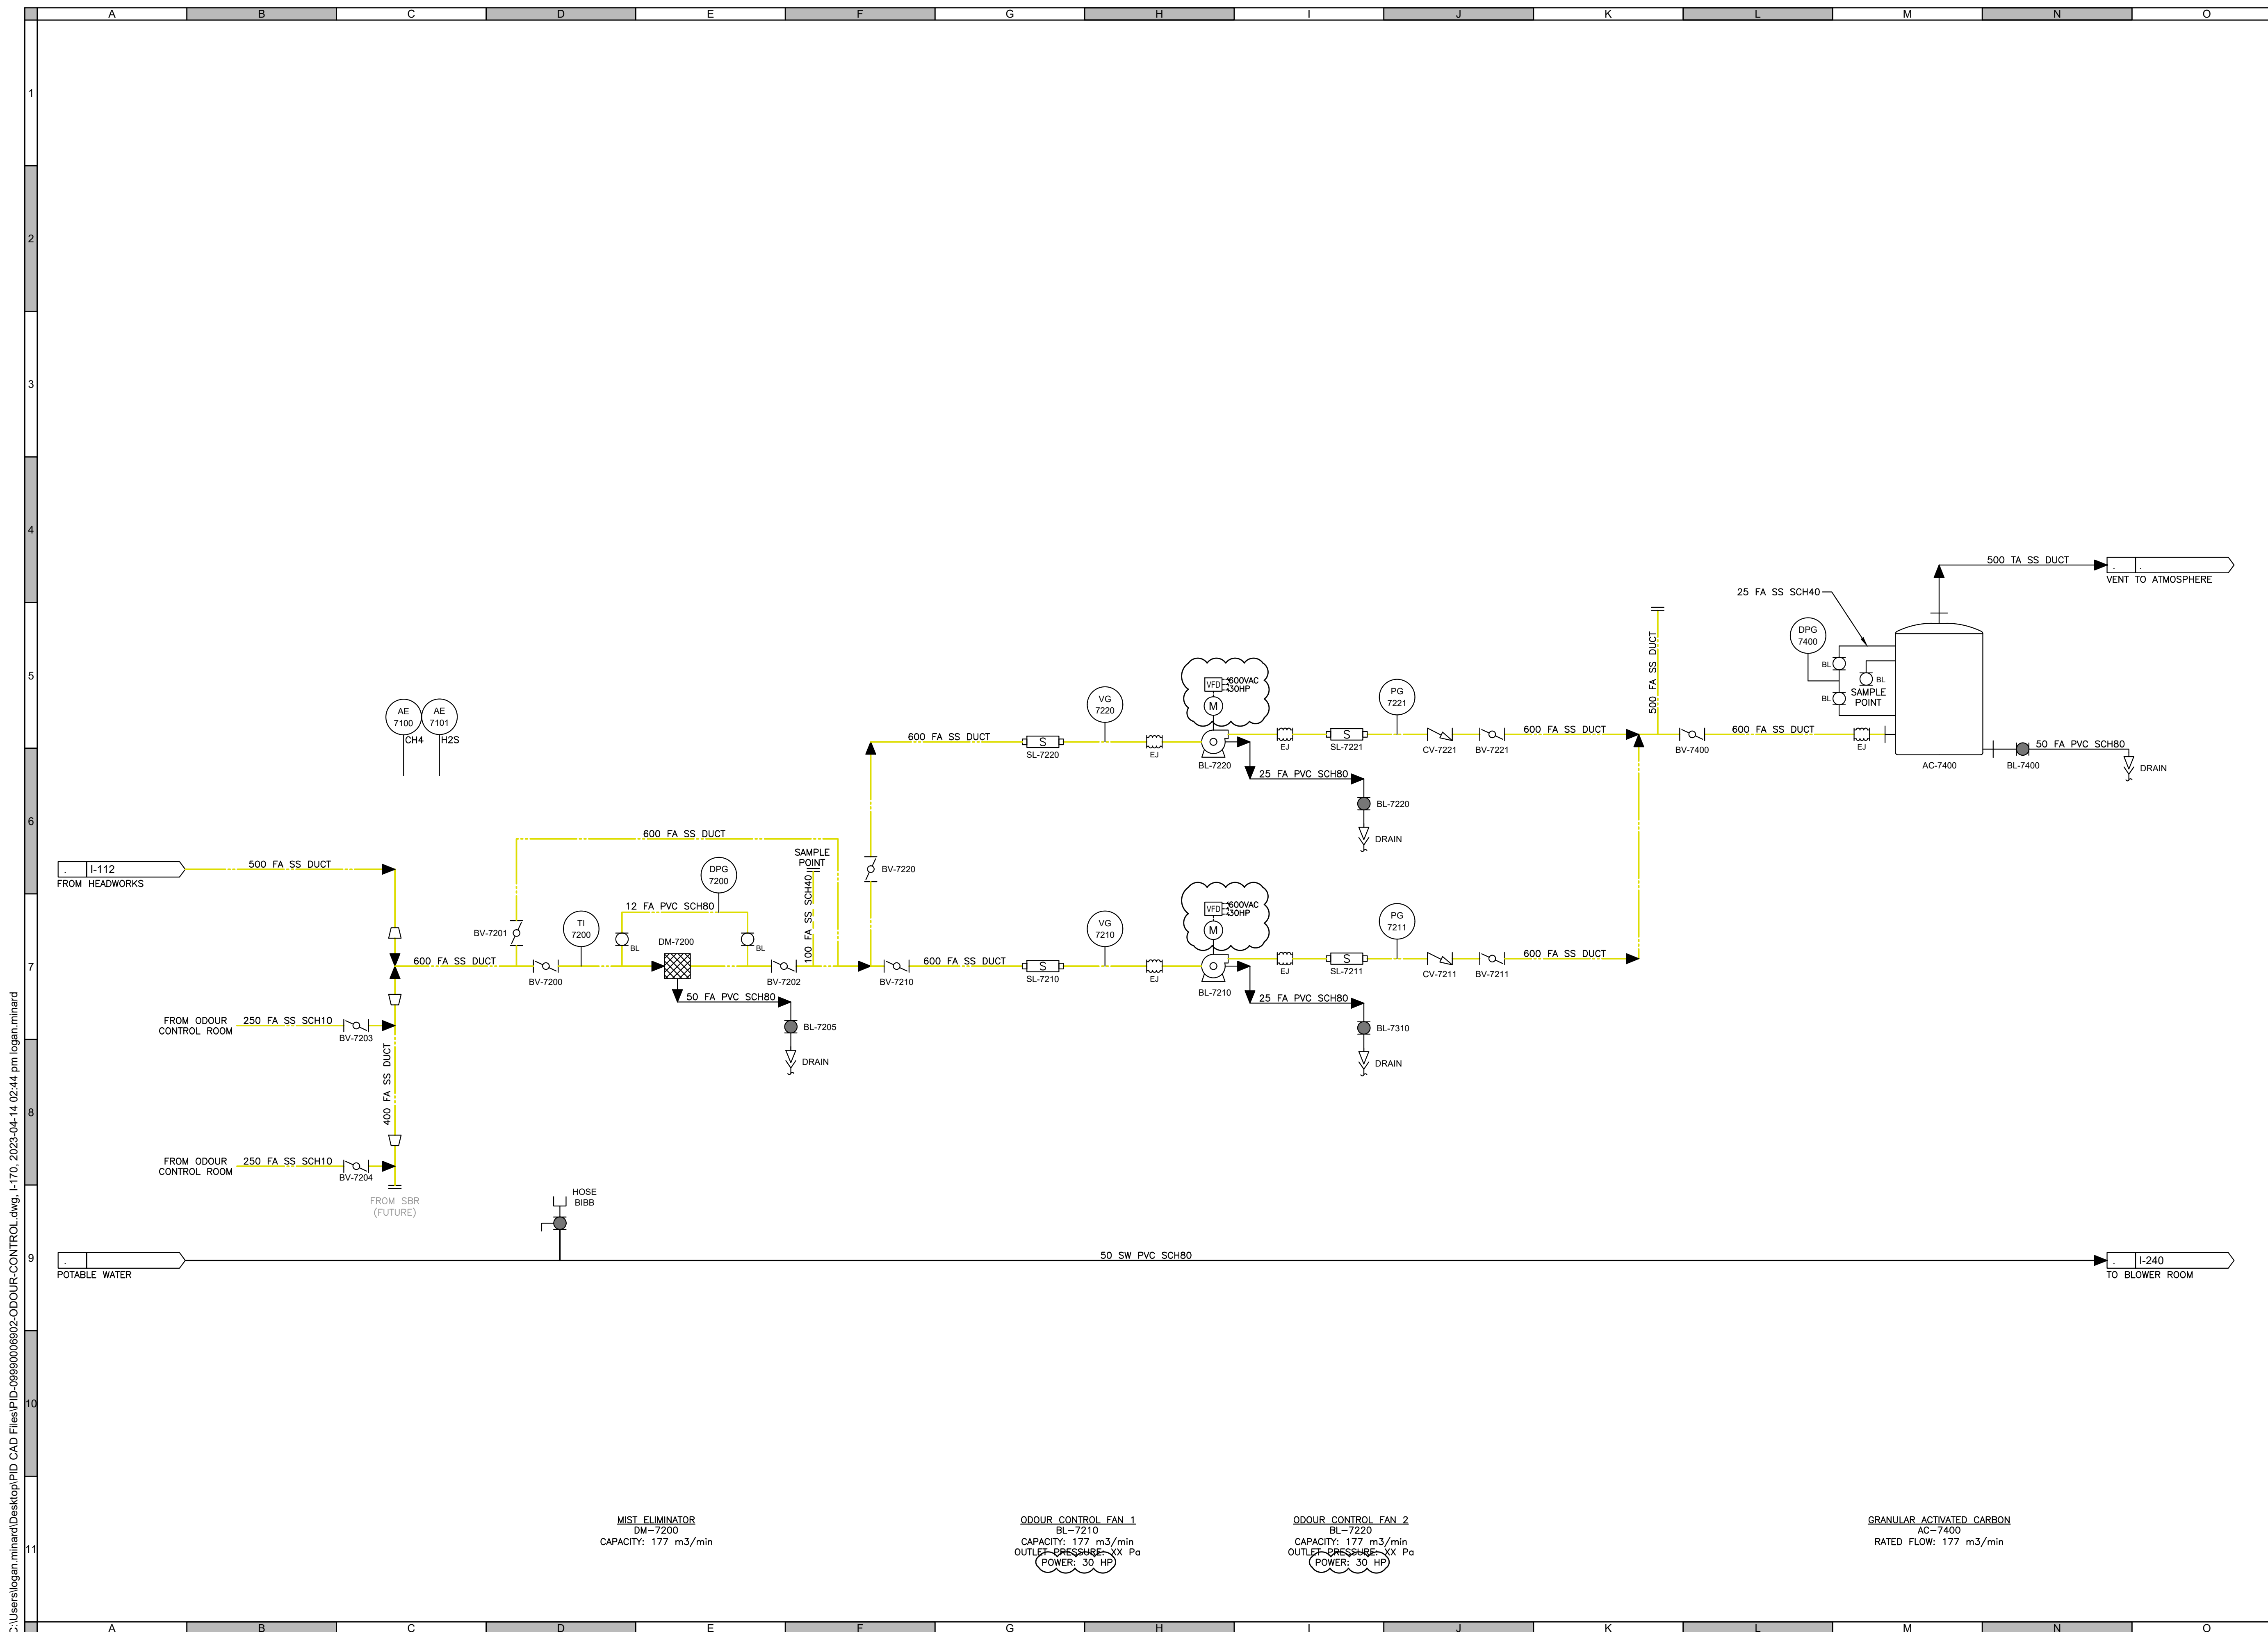 A B C D E F G H I J K L M N O
1
2
3
4
5
6
7
8
9
10
11
500 TA SS DUCT
. .
VENT TO ATMOSPHERE
25 FA SS SCH40
DPG
7400
BL
BL
BL
SAMPLE
POINT
500 FA SS DUCT
VFD 600VAC
30HP
M
VG
7220
PG
7221
AE
7100
CH4
AE
7101
H2S
600 FA SS DUCT
S
SL-7220
EJ
BL-7220
EJ
S
SL-7221
CV-7221
BV-7221
600 FA SS DUCT
BV-7400
600 FA SS DUCT
EJ
AC-7400
BL-7400
50 FA PVC SCH80
DRAIN
25 FA PVC SCH80
BL-7220
DRAIN
600 FA SS DUCT
SAMPLE
POINT
100 FA SS SCH40
BV-7220
. I-112
FROM HEADWORKS
500 FA SS DUCT
DPG
7200
12 FA PVC SCH80
BV-7201
TI
7200
BL
DM-7200
BL
VFD 600VAC
30HP
M
VG
7210
PG
7211
600 FA SS DUCT
BV-7200
BV-7202
BV-7210
600 FA SS DUCT
S
SL-7210
EJ
BL-7210
EJ
S
SL-7211
CV-7211
BV-7211
600 FA SS DUCT
50 FA PVC SCH80
25 FA PVC SCH80
FROM ODOUR
CONTROL ROOM
250 FA SS SCH10
BV-7203
BL-7205
BL-7310
DRAIN
DRAIN
400 FA SS DUCT
FROM ODOUR
CONTROL ROOM
250 FA SS SCH10
BV-7204
FROM SBR
(FUTURE)
HOSE
BIBB
.
POTABLE WATER
50 SW PVC SCH80
. I-240
TO BLOWER ROOM
MIST ELIMINATOR
DM-7200
CAPACITY: 177 m3/min
ODOUR CONTROL FAN 1
BL-7210
CAPACITY: 177 m3/min
OUTLET PRESSURE: XX Pa
POWER: 30 HP
ODOUR CONTROL FAN 2
BL-7220
CAPACITY: 177 m3/min
OUTLET PRESSURE: XX Pa
POWER: 30 HP
GRANULAR ACTIVATED CARBON
AC-7400
RATED FLOW: 177 m3/min
C:\Users\logan.minard\Desktop\PID CAD Files\PID-09990006902-ODOUR-CONTROL.dwg, I-170, 2023-04-14 02:44 pm logan.minard
A B C D E F G H I J K L M N O